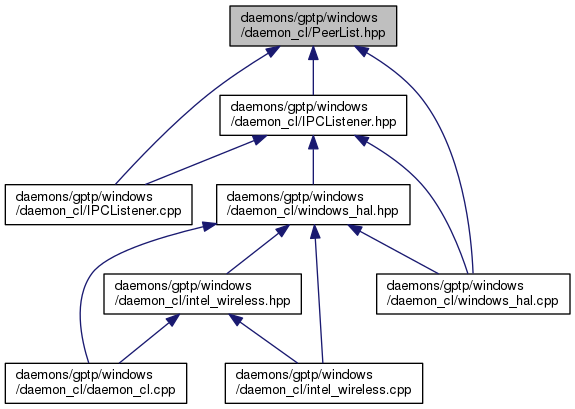 daemons/gptp/windows
/daemon_cl/PeerList.hpp
daemons/gptp/windows
/daemon_cl/IPCListener.hpp
daemons/gptp/windows
/daemon_cl/IPCListener.cpp
daemons/gptp/windows
/daemon_cl/windows_hal.hpp
daemons/gptp/windows
/daemon_cl/intel_wireless.hpp
daemons/gptp/windows
/daemon_cl/windows_hal.cpp
daemons/gptp/windows
/daemon_cl/daemon_cl.cpp
daemons/gptp/windows
/daemon_cl/intel_wireless.cpp